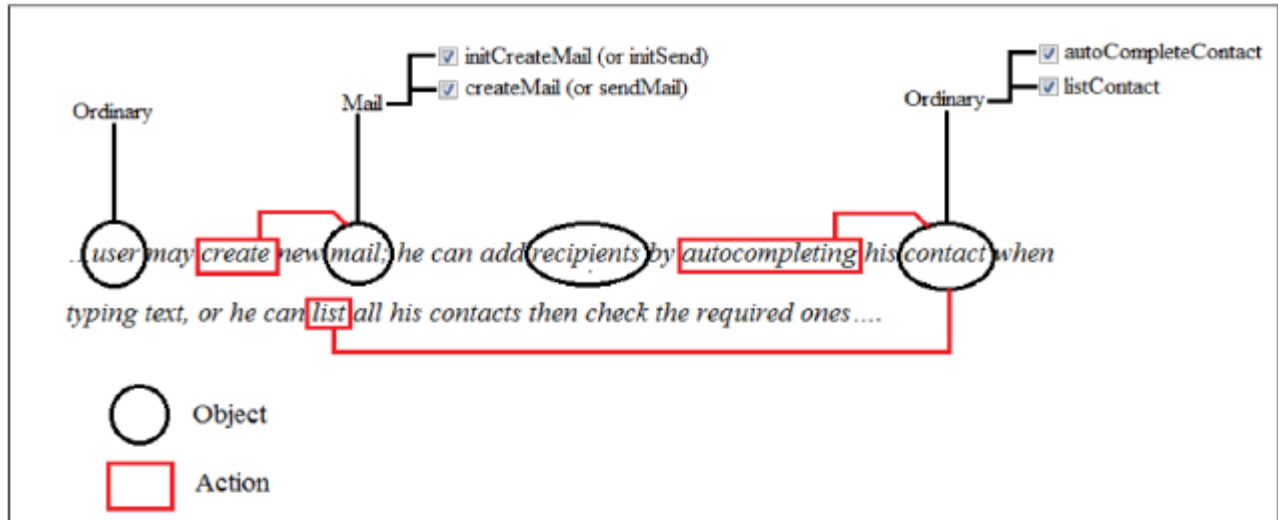 initCreateMail (or initSend)
autoCompleteContact
createMail (or sendMail)
listContact
Ordinary
Mail
Ordinary
... user may create new mail; he can add recipients by autocompleting his contact when
typing text, or he can list all his contacts then check the required ones ....
Object
Action